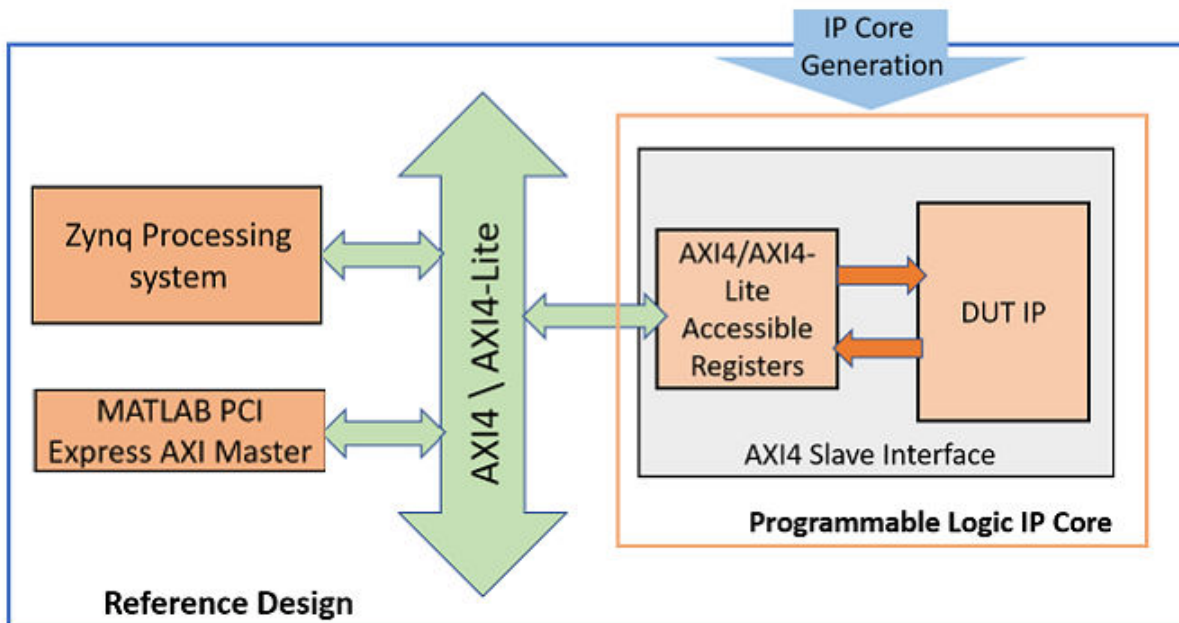 IP Core
Generation
Zynq Processing
system
MATLAB PCI
Express AXI Master
AXI4 \ AXI4-Lite
AXI4/AXI4-
Lite
Accessible
Registers
DUT IP
AXI4 Slave Interface
Programmable Logic IP Core
Reference Design